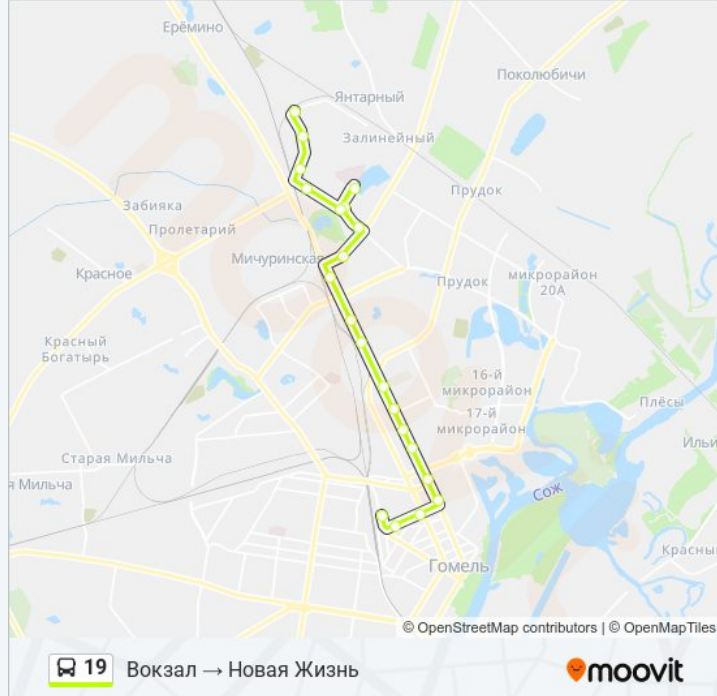 Ерёмино
Поколюбичи
Янтарный
Залинейный
Прудок
Забияка
Пролетарий
Мичуринская
Красное
Прудок
микрорайон
20А
Красный
Богатырь
16-й
микрорайон
17-й
микрорайон
Плёсы
Ильи
Старая Мильча
я Мильча
Сож
Красны
Гомель
© OpenStreetMap contributors | © OpenMapTiles
19 Вокзал → Новая Жизнь
moovit